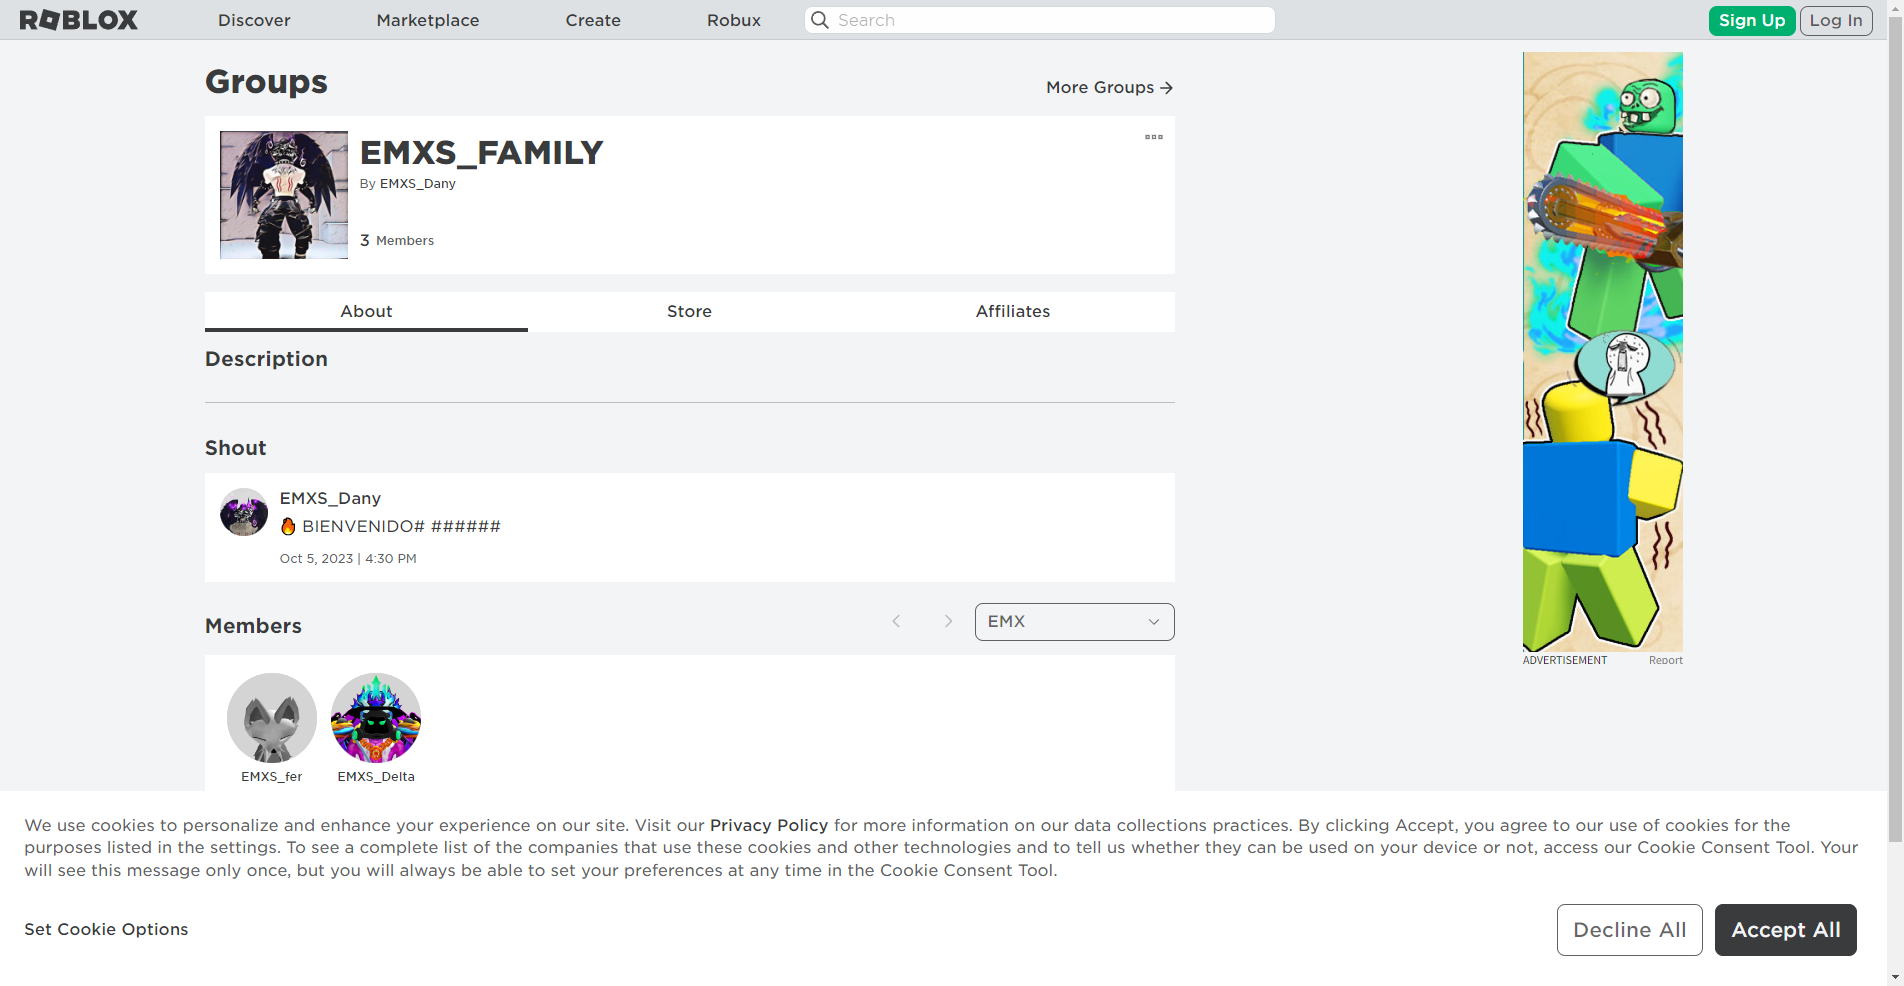 ROBLOX
Discover
Marketplace
Create
Robux
Search
Sign Up
Log In
Groups
More Groups
EMXS_FAMILY
By EMXS_Dany
3 Members
About
Store
Affiliates
Description
Shout
EMXS_Dany
🔥 BIENVENIDO# ######
Oct 5, 2023 | 4:30 PM
Members
EMX
EMXS_fer
EMXS_Delta
ADVERTISEMENT
Report
We use cookies to personalize and enhance your experience on our site. Visit our Privacy Policy for more information on our data collections practices. By clicking Accept, you agree to our use of cookies for the
purposes listed in the settings. To see a complete list of the companies that use these cookies and other technologies and to tell us whether they can be used on your device or not, access our Cookie Consent Tool. Your
will see this message only once, but you will always be able to set your preferences at any time in the Cookie Consent Tool.
Set Cookie Options
Decline All
Accept All